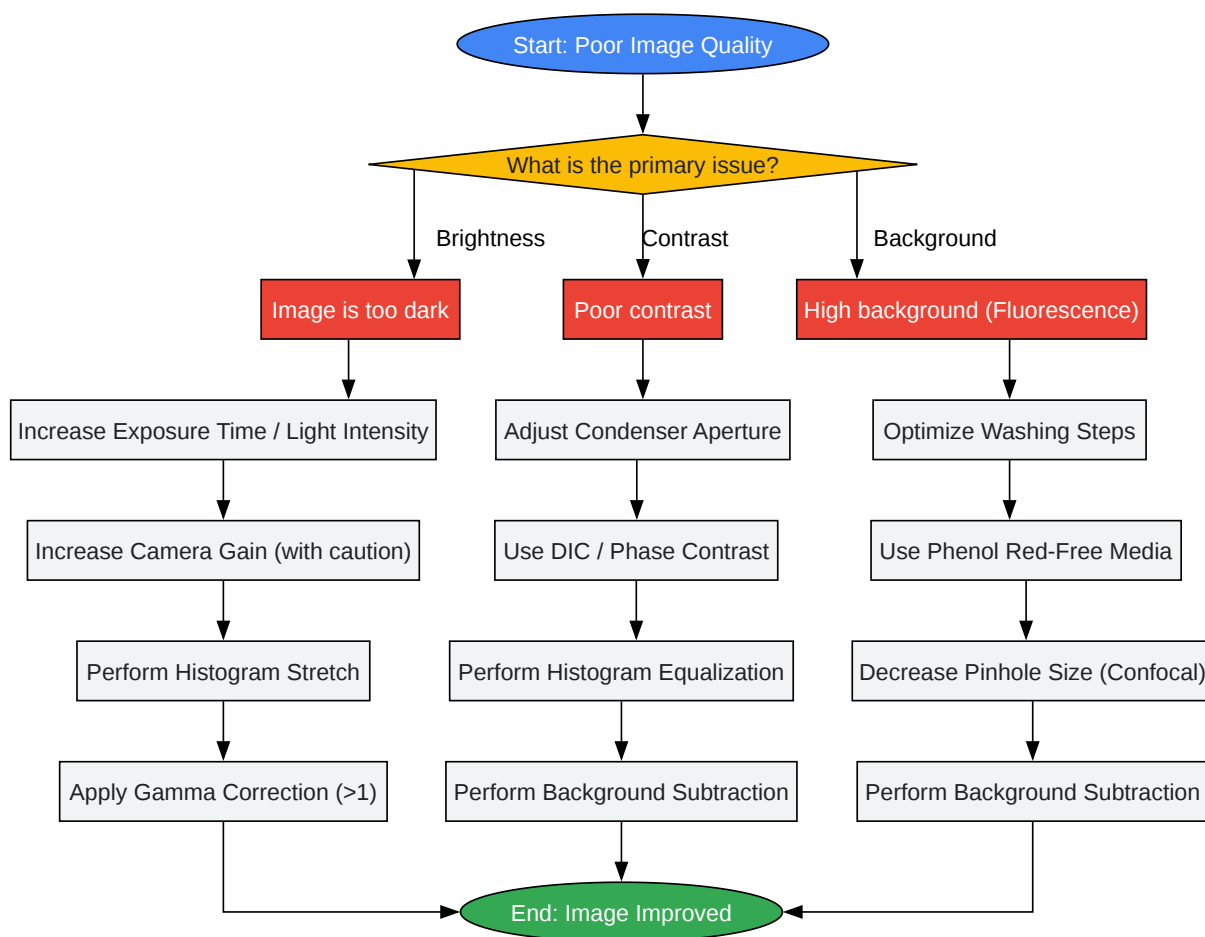 Start: Poor Image Quality
What is the primary issue?
Brightness
Contrast
Background
Image is too dark
Poor contrast
High background (Fluorescence)
Increase Exposure Time / Light Intensity
Adjust Condenser Aperture
Optimize Washing Steps
Increase Camera Gain (with caution)
Use DIC / Phase Contrast
Use Phenol Red-Free Media
Perform Histogram Stretch
Perform Histogram Equalization
Decrease Pinhole Size (Confocal)
Apply Gamma Correction (>1)
Perform Background Subtraction
Perform Background Subtraction
End: Image Improved